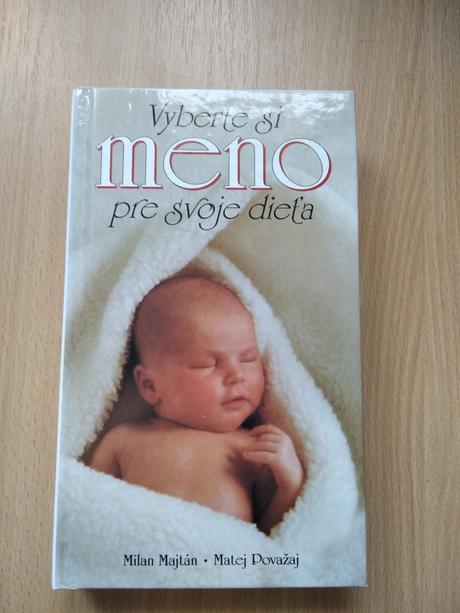 Vyberte si
meno
pre svoje dieťa
Milan Majtán • Matej Považaj